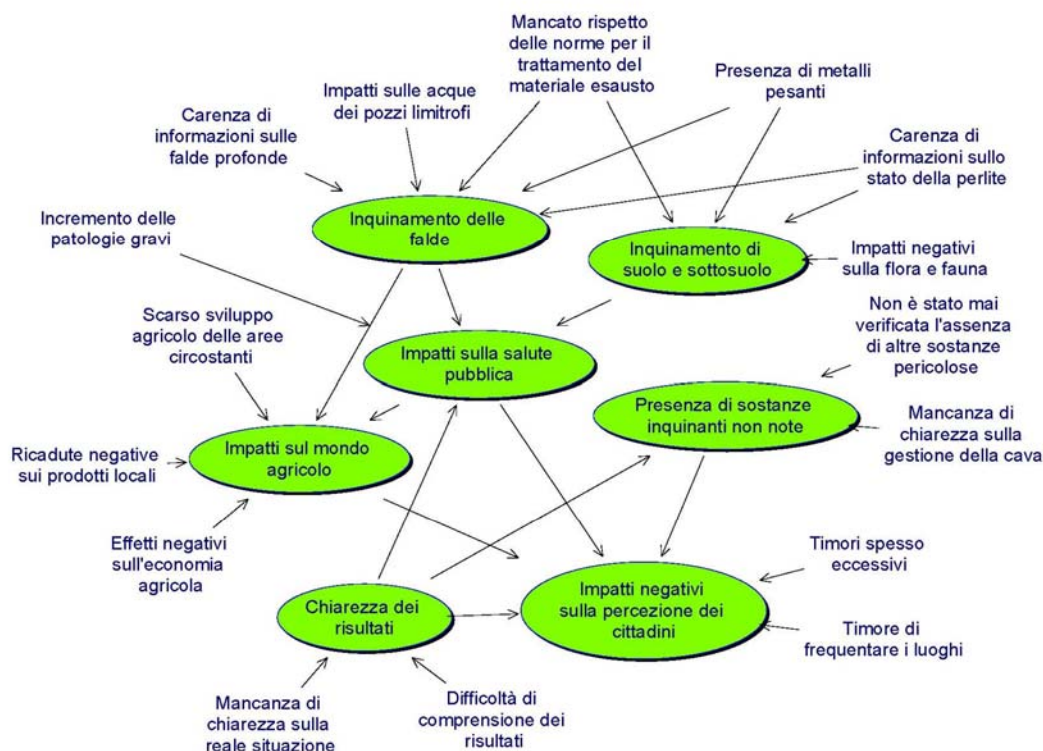 Mancato rispetto
delle norme per il
trattamento del
materiale esausto
Impatti sulle acque
dei pozzi limitrofi
Presenza di metalli
pesanti
Carenza di
informazioni sulle
falde profonde
Carenza di
informazioni sullo
stato della perlite
Incremento delle
patologie gravi
Inquinamento delle
falde
Inquinamento di
suolo e sottosuolo
Impatti negativi
sulla flora e fauna
Scarso sviluppo
agricolo delle aree
circostanti
Impatti sulla salute
pubblica
Non è stato mai
verificata l'assenza
di altre sostanze
pericolose
Presenza di sostanze
inquinanti non note
Mancanza di
chiarezza sulla
gestione della cava
Ricadute negative
sui prodotti locali
Impatti sul mondo
agricolo
Effetti negativi
sull'economia
agricola
Timori spesso
eccessivi
Chiarezza dei
risultati
Impatti negativi
sulla percezione dei
cittadini
Timore di
frequentare i luoghi
Mancanza di
chiarezza sulla
reale situazione
Difficoltà di
comprensione dei
risultati